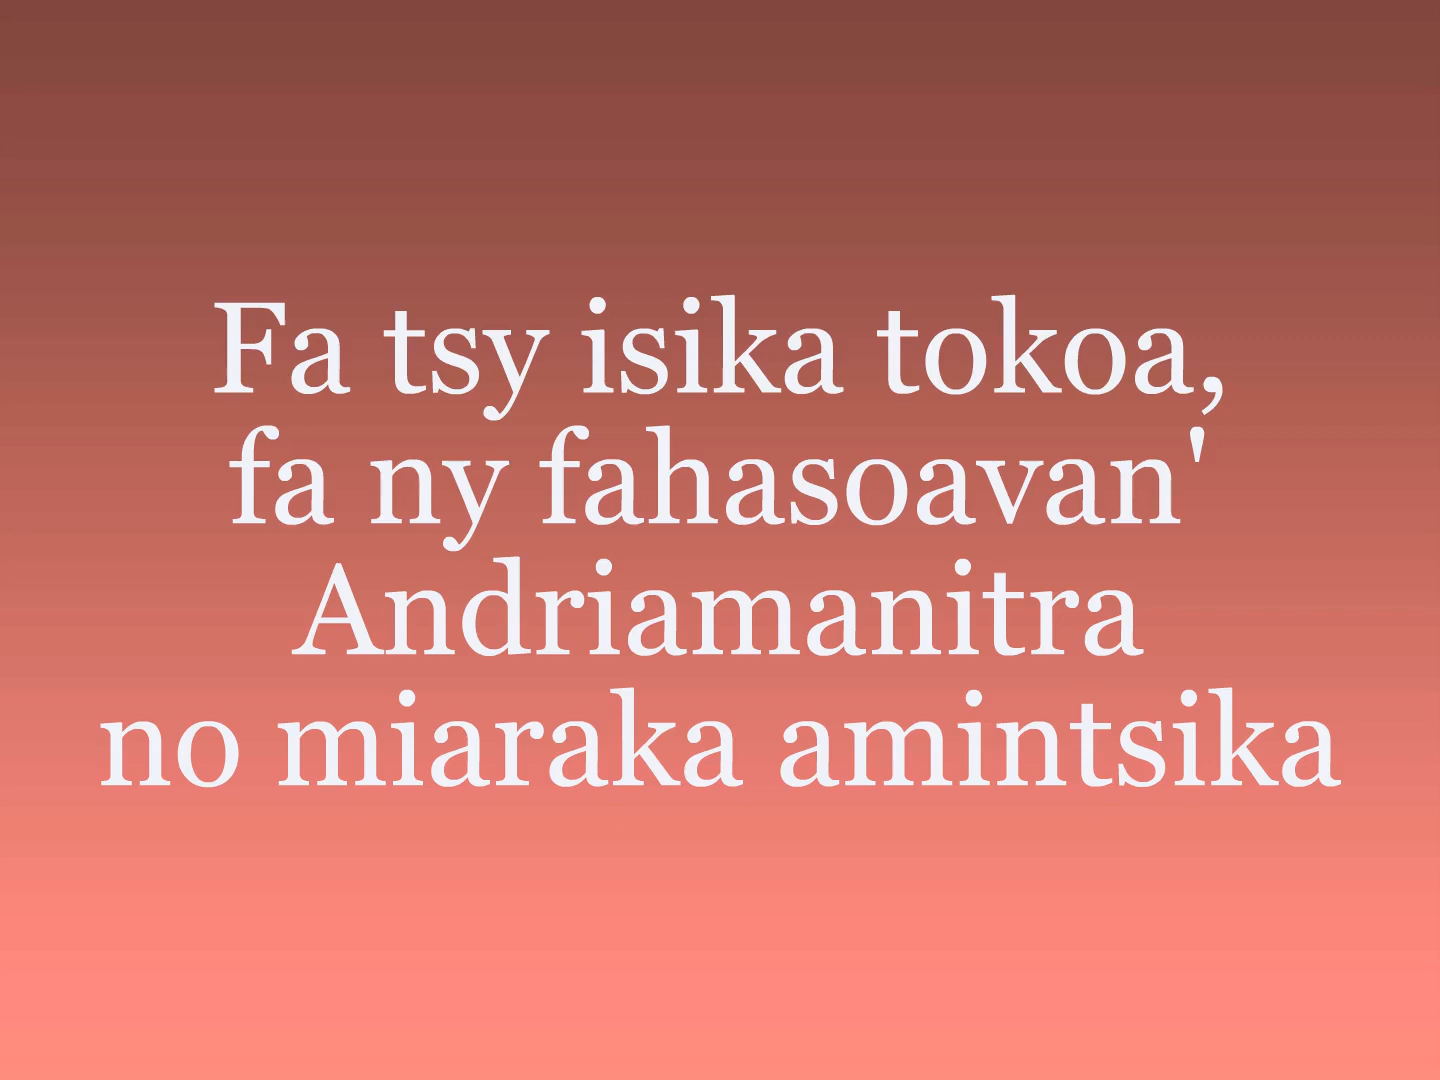 Fa tsy isika tokoa,
fa ny fahasoavan'
Andriamanitra
no miaraka amintsika